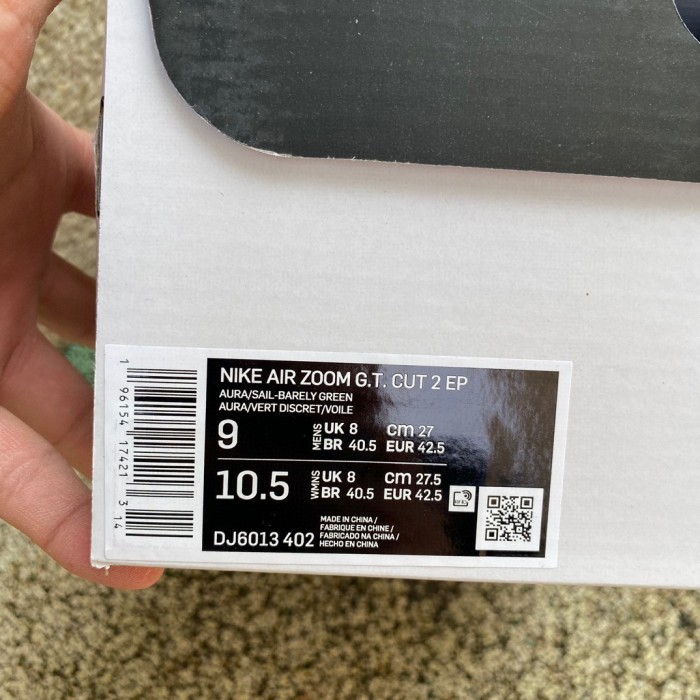 NIKE AIR ZOOM G.T. CUT 2 EP
AURA/SAIL-BARELY GREEN
AURA/VERT DISCRET/VOILE
9 MENS UK 8 cm 27
BR 40.5 EUR 42.5
10.5 WMNS UK 8 cm 27.5
BR 40.5 EUR 42.5
MADE IN CHINA /
FABRIQUE EN CHINE /
FABRICADO NA CHINA /
HECHO EN CHINA
DJ6013 402
1 96154 17421 3 14